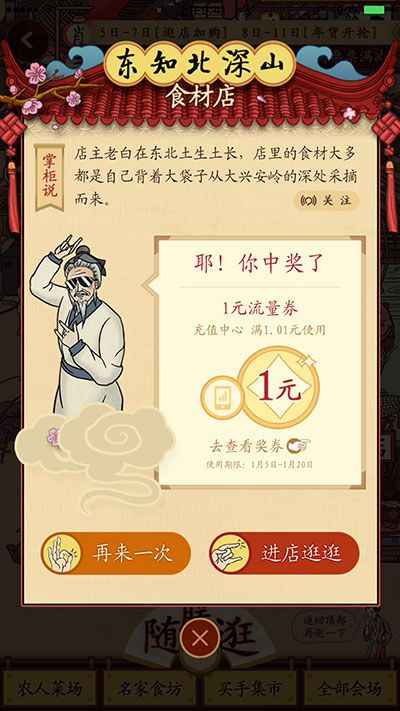 9:41
5日-7日[逛店加购] 8日-11日[年货开抢]
东知北深山
食材店
掌柜说
店主老白在东北土生土长，店里的食材大多
都是自己背着大袋子从大兴安岭的深处采摘
而来。
关注
耶！你中奖了
1元流量券
充值中心 满1.01元使用
1元
去查看奖券
使用期限：1月5日-1月20日
再来一次
进店逛逛
随
逛
返回顶部
再逛一下
农人菜场
名家食坊
买手集市
全部会场